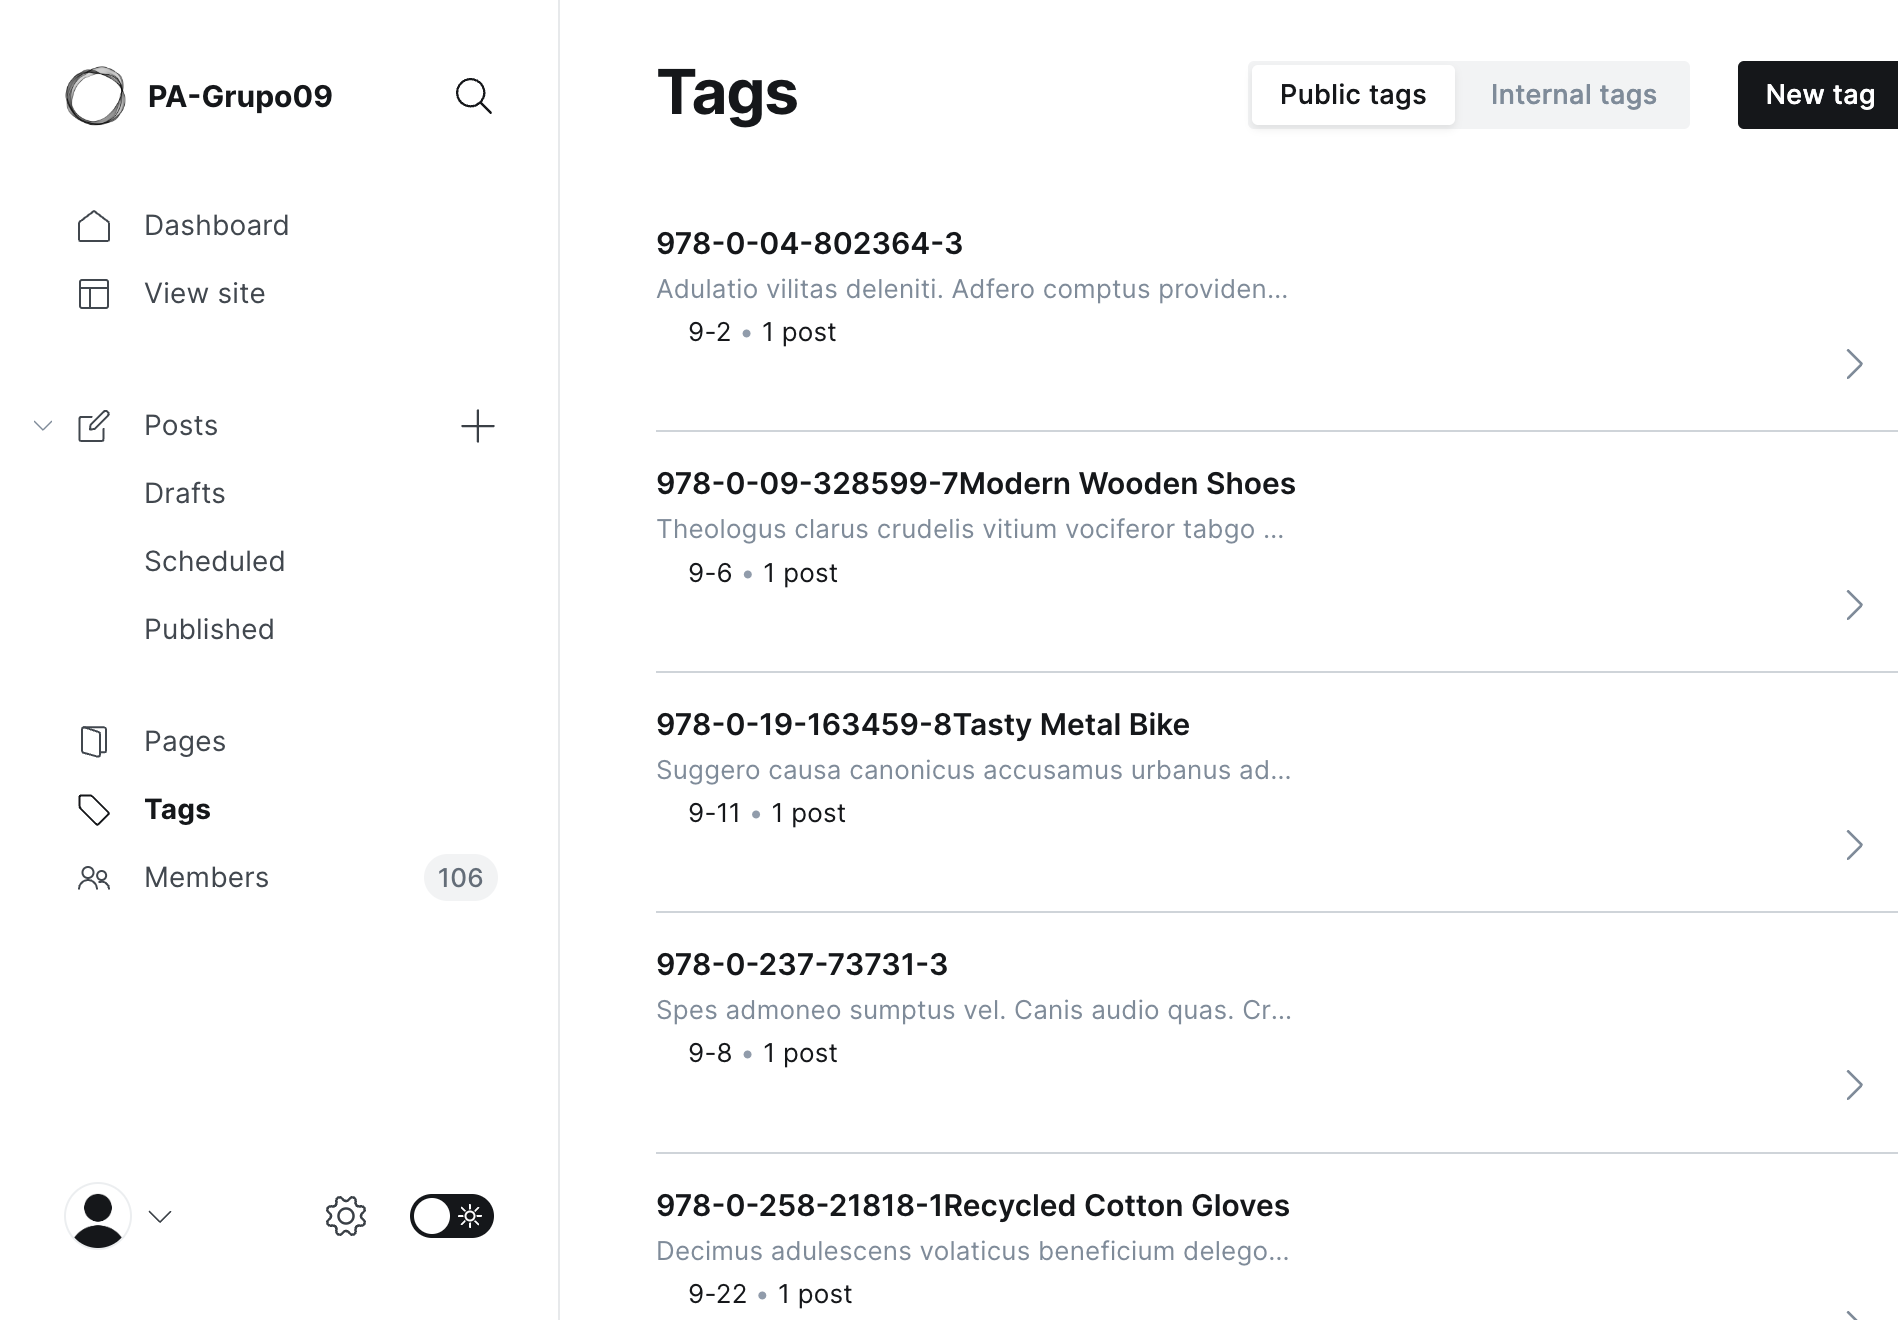 PA-Grupo09
Dashboard
View site
Posts
Drafts
Scheduled
Published
Pages
Tags
Members
106
Tags
Public tags
Internal tags
New tag
978-0-04-802364-3
Adulatio vilitas deleniti. Adfero comptus providen...
9-2 • 1 post
978-0-09-328599-7Modern Wooden Shoes
Theologus clarus crudelis vitium vociferor tabgo ...
9-6 • 1 post
978-0-19-163459-8Tasty Metal Bike
Suggero causa canonicus accusamus urbanus ad...
9-11 • 1 post
978-0-237-73731-3
Spes admoneo sumptus vel. Canis audio quas. Cr...
9-8 • 1 post
978-0-258-21818-1Recycled Cotton Gloves
Decimus adulescens volaticus beneficium delego...
9-22 • 1 post